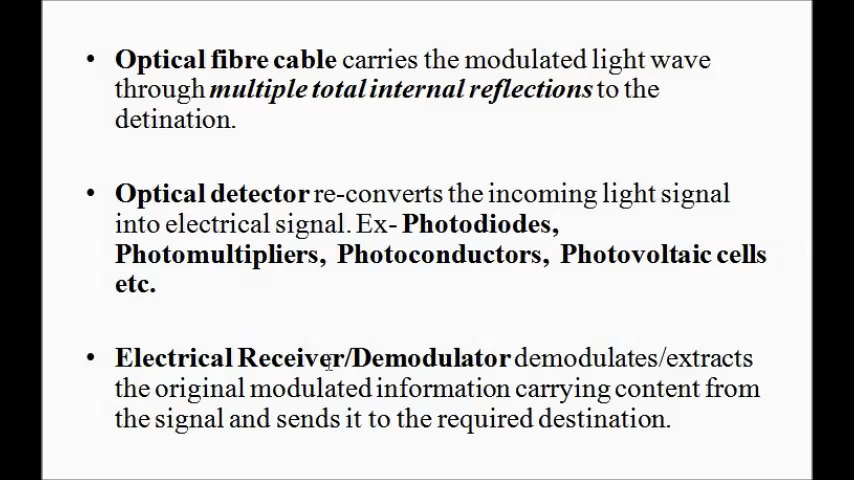 • Optical fibre cable carries the modulated light wave
through multiple total internal reflections to the
detination.
• Optical detector re-converts the incoming light signal
into electrical signal. Ex- Photodiodes,
Photomultipliers, Photoconductors, Photovoltaic cells
etc.
• Electrical Receiver/Demodulator demodulates/extracts
the original modulated information carrying content from
the signal and sends it to the required destination.